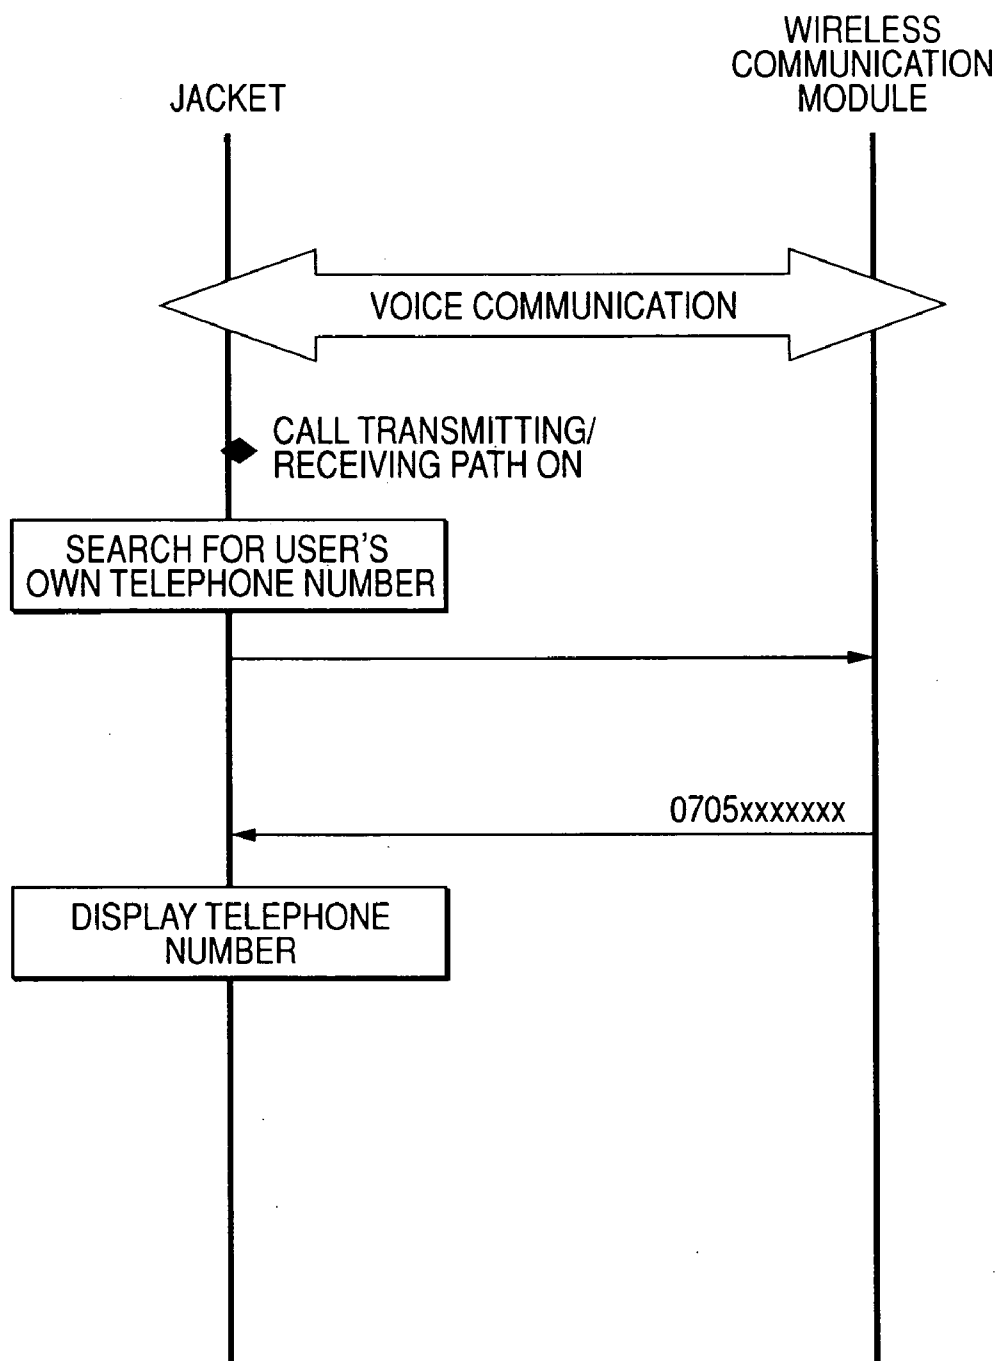 WIRELESS
COMMUNICATION
MODULE
JACKET
VOICE COMMUNICATION
CALL TRANSMITTING/
RECEIVING PATH ON
SEARCH FOR USER'S
OWN TELEPHONE NUMBER
0705xxxxxxx
DISPLAY TELEPHONE
NUMBER